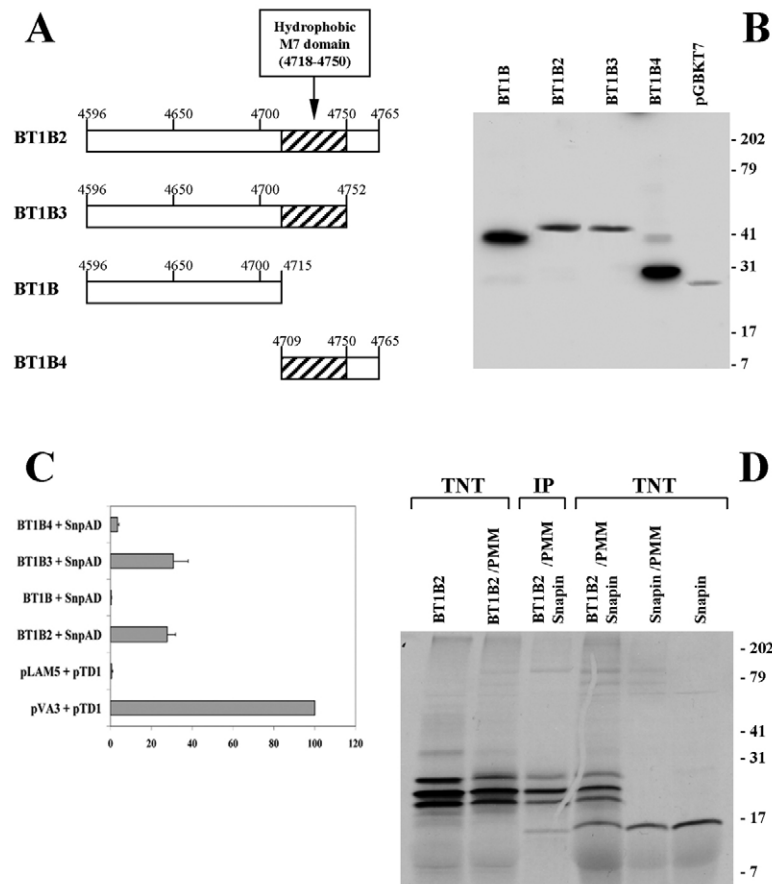 A
Hydrophobic
M7 domain
(4718-4750)
4596 4650 4700 4750 4765
BT1B2
4596 4650 4700 4752
BT1B3
4596 4650 4700 4715
BT1B
4709 4750 4765
BT1B4
B
BT1B
BT1B2
BT1B3
BT1B4
pGBKT7
- 202
- 79
- 41
- 31
- 17
- 7
C
BT1B4 + SnpAD
BT1B3 + SnpAD
BT1B + SnpAD
BT1B2 + SnpAD
pLAM5 + pTD1
pVA3 + pTD1
0 20 40 60 80 100 120
D
TNT IP TNT
BT1B2
BT1B2 /PMM
BT1B2 /PMM
Snapin
BT1B2 /PMM
Snapin
Snapin /PMM
Snapin
- 202
- 79
- 41
- 31
- 17
- 7